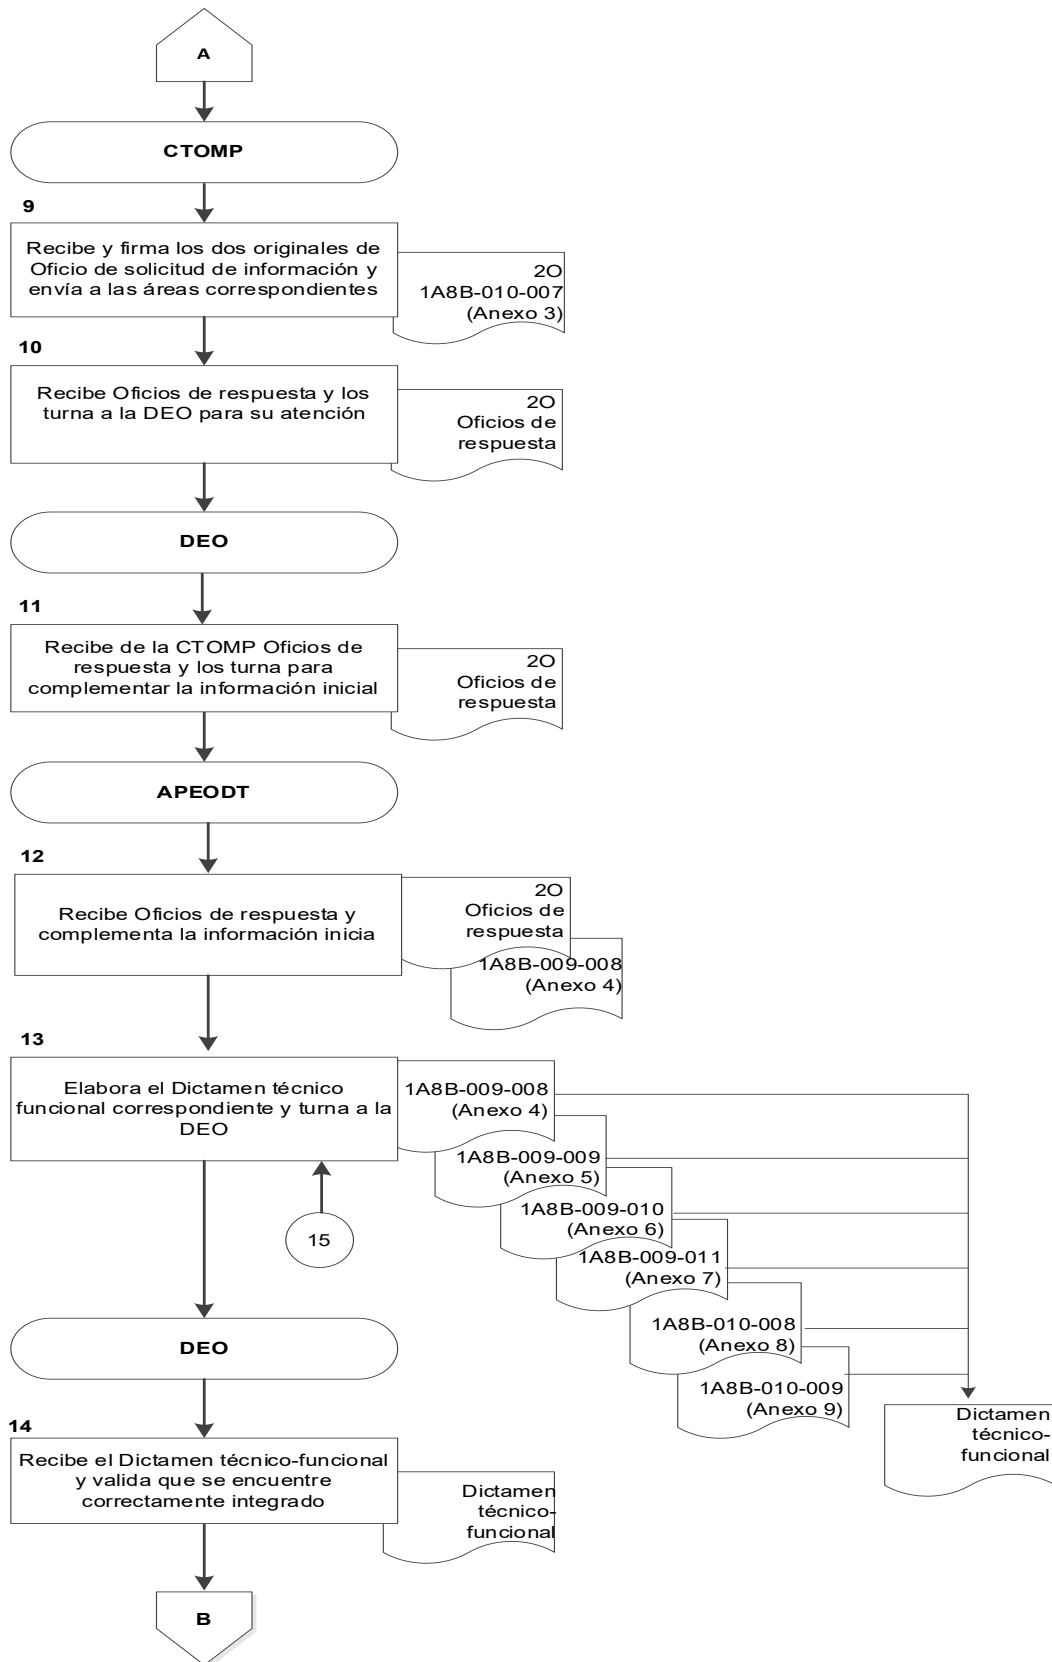 A
CTOMP
9
Recibe y firma los dos originales de
Oficio de solicitud de información y
envía a las áreas correspondientes
2O
1A8B-010-007
(Anexo 3)
10
Recibe Oficios de respuesta y los
turna a la DEO para su atención
2O
Oficios de
respuesta
DEO
11
Recibe de la CTOMP Oficios de
respuesta y los turna para
complementar la información inicial
2O
Oficios de
respuesta
APEODT
12
Recibe Oficios de respuesta y
complementa la información inicia
2O
Oficios de
respuesta
1A8B-009-008
(Anexo 4)
13
Elabora el Dictamen técnico
funcional correspondiente y turna a la
DEO
1A8B-009-008
(Anexo 4)
1A8B-009-009
(Anexo 5)
1A8B-009-010
(Anexo 6)
1A8B-009-011
(Anexo 7)
1A8B-010-008
(Anexo 8)
1A8B-010-009
(Anexo 9)
Dictamen
técnico-
funcional
15
DEO
14
Recibe el Dictamen técnico-funcional
y valida que se encuentre
correctamente integrado
Dictamen
técnico-
funcional
B